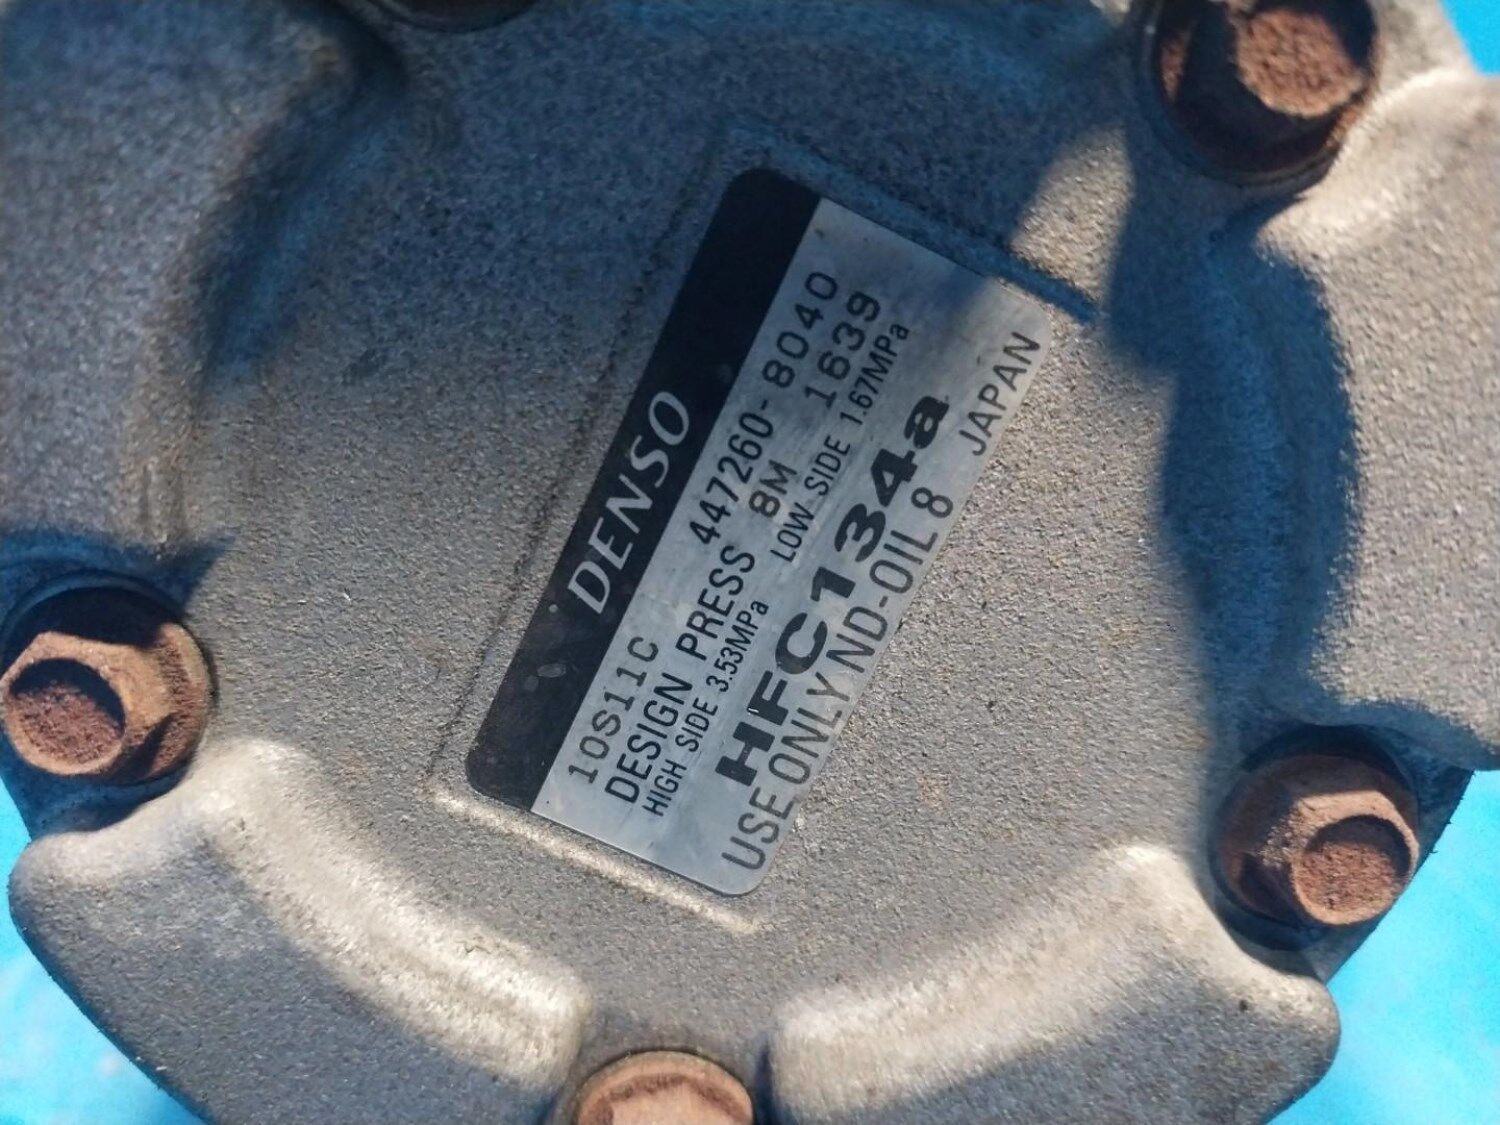 DENSO
10S11C 447260-8040
DESIGN PRESS 8M 1639
HIGH SIDE 3.53MPa LOW SIDE 1.67MPa
HFC134a
USE ONLY ND-OIL 8 JAPAN